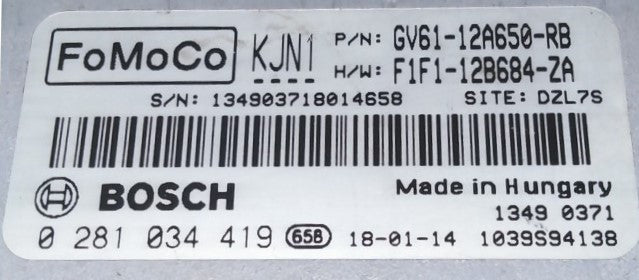 FoMoCo KJN1 P/N: GV61-12A650-RB
H/W: F1F1-12B684-ZA
S/N: 134903718014658 SITE: DZL7S
BOSCH Made in Hungary
1349 0371
0 281 034 419 65B 18-01-14 1039S94138